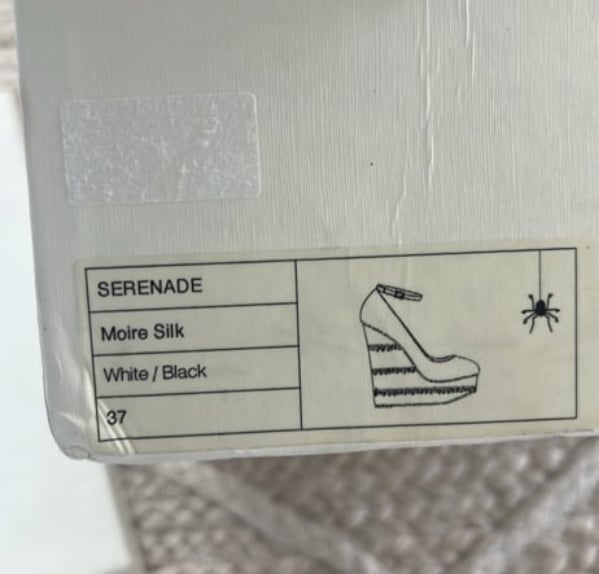 SERENADE
Moire Silk
White / Black
37